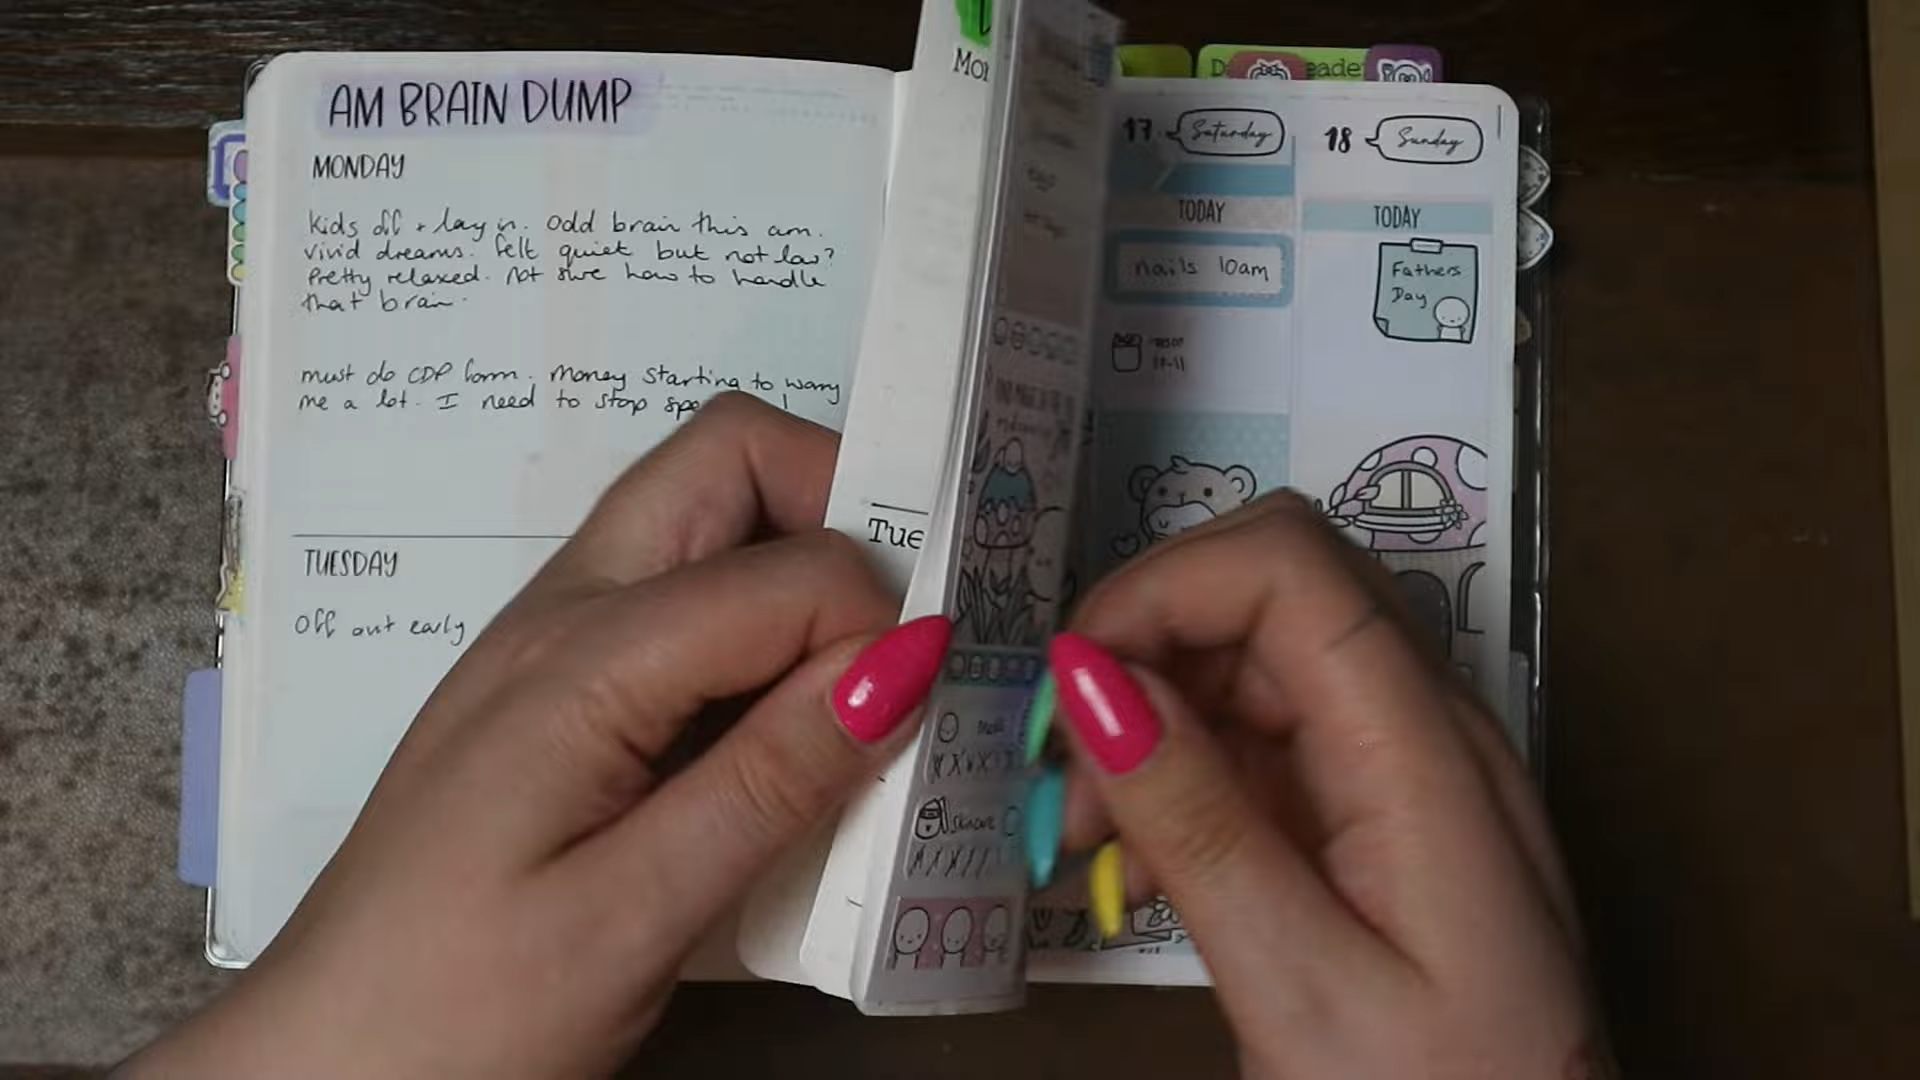 AM BRAIN DUMP
MONDAY
Kids off + lay in. Odd brain this am.
Vivid dreams. Felt quiet but not low?
Pretty relaxed. Not sure how to handle
that brain.
must do CDP form. Money starting to worry
me a lot. I need to stop
TUESDAY
Off out early
Mon
Tue
17 Saturday
TODAY
nails 10am
18 Sunday
TODAY
Fathers
Day
skincare